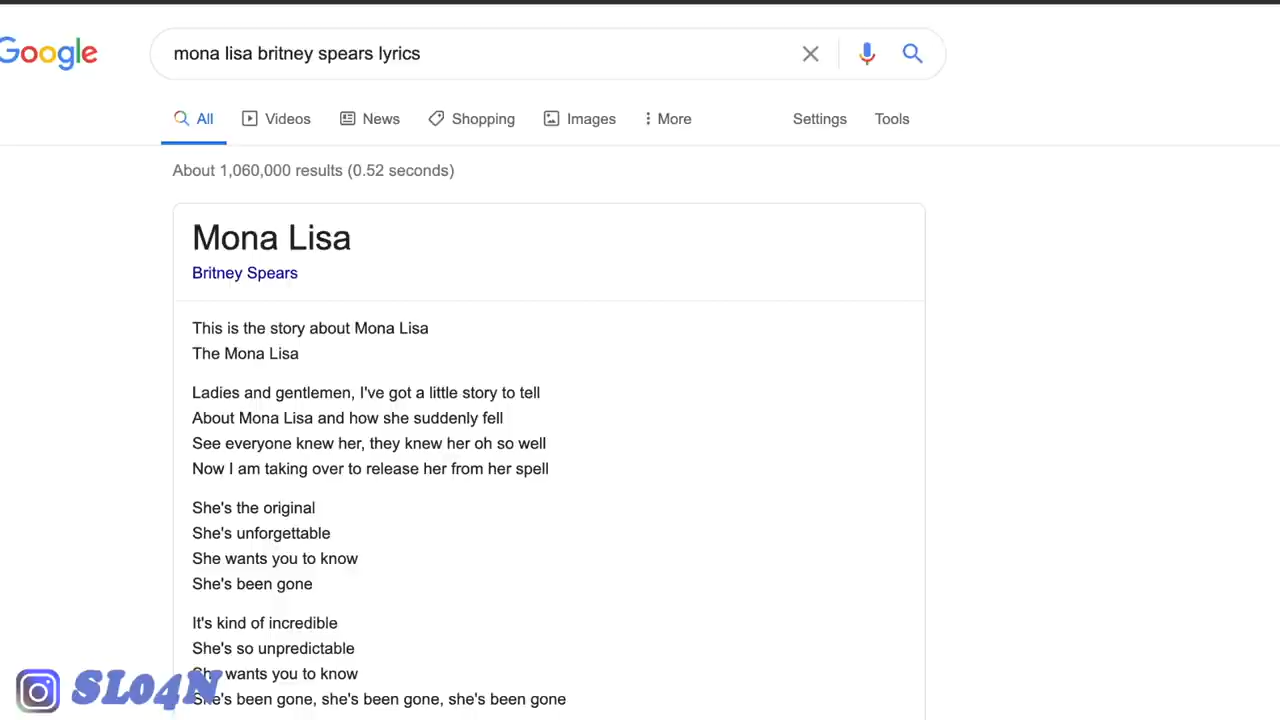 Google
mona lisa britney spears lyrics
All Videos News Shopping Images More Settings Tools
About 1,060,000 results (0.52 seconds)
Mona Lisa
Britney Spears
This is the story about Mona Lisa
The Mona Lisa
Ladies and gentlemen, I've got a little story to tell
About Mona Lisa and how she suddenly fell
See everyone knew her, they knew her oh so well
Now I am taking over to release her from her spell
She's the original
She's unforgettable
She wants you to know
She's been gone
It's kind of incredible
She's so unpredictable
She wants you to know
She's been gone, she's been gone, she's been gone
SLO4N